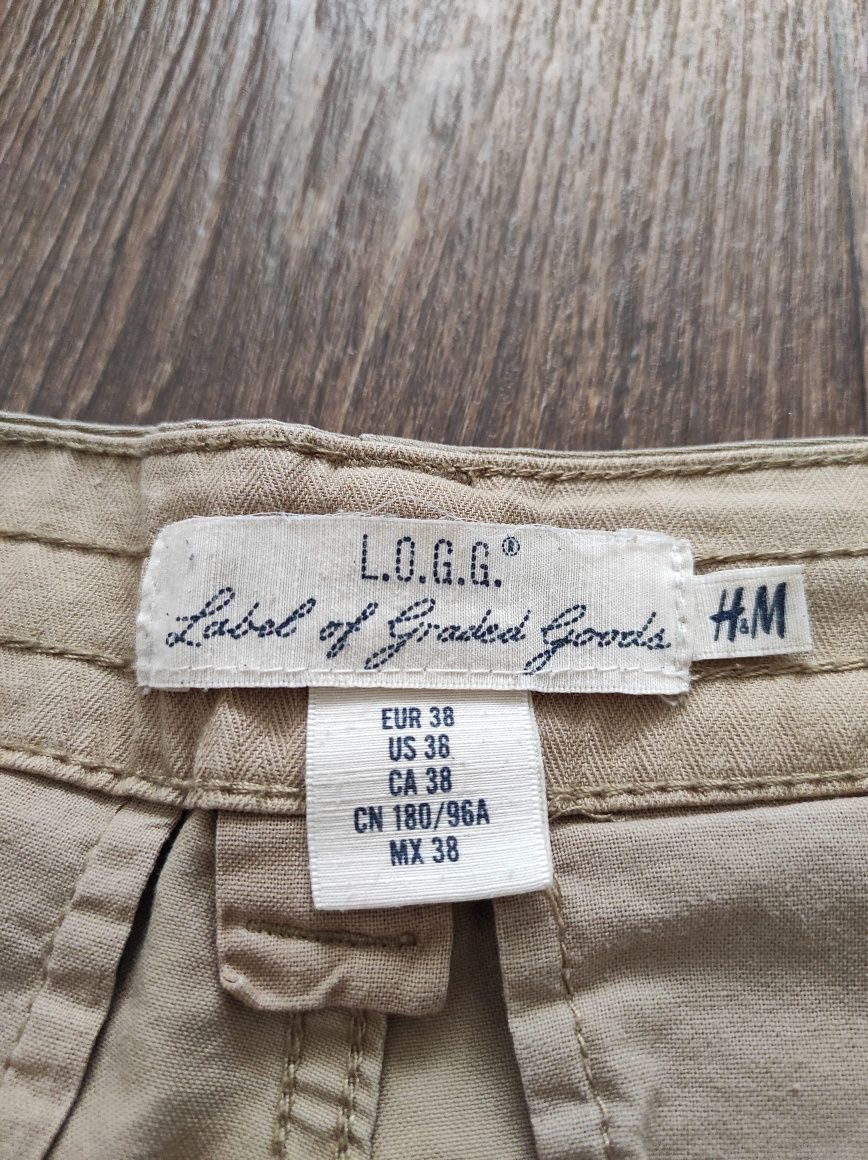 L.O.G.G.®
Label of Graded Goods
H&M
EUR 38
US 38
CA 38
CN 180/96A
MX 38